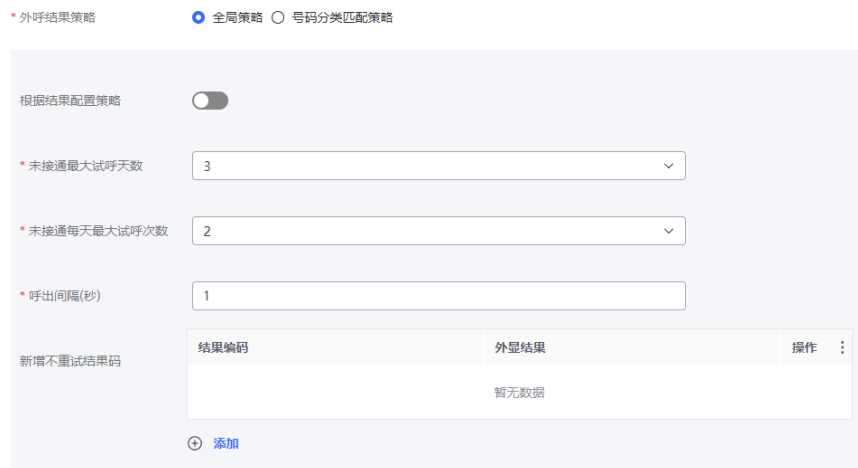 * 外呼结果策略 全局策略 号码分类匹配策略
根据结果配置策略
* 未接通最大试呼天数 3
* 未接通每天最大试呼次数 2
* 呼出间隔(秒) 1
新增不重试结果码
结果编码 外显结果 操作
暂无数据
添加